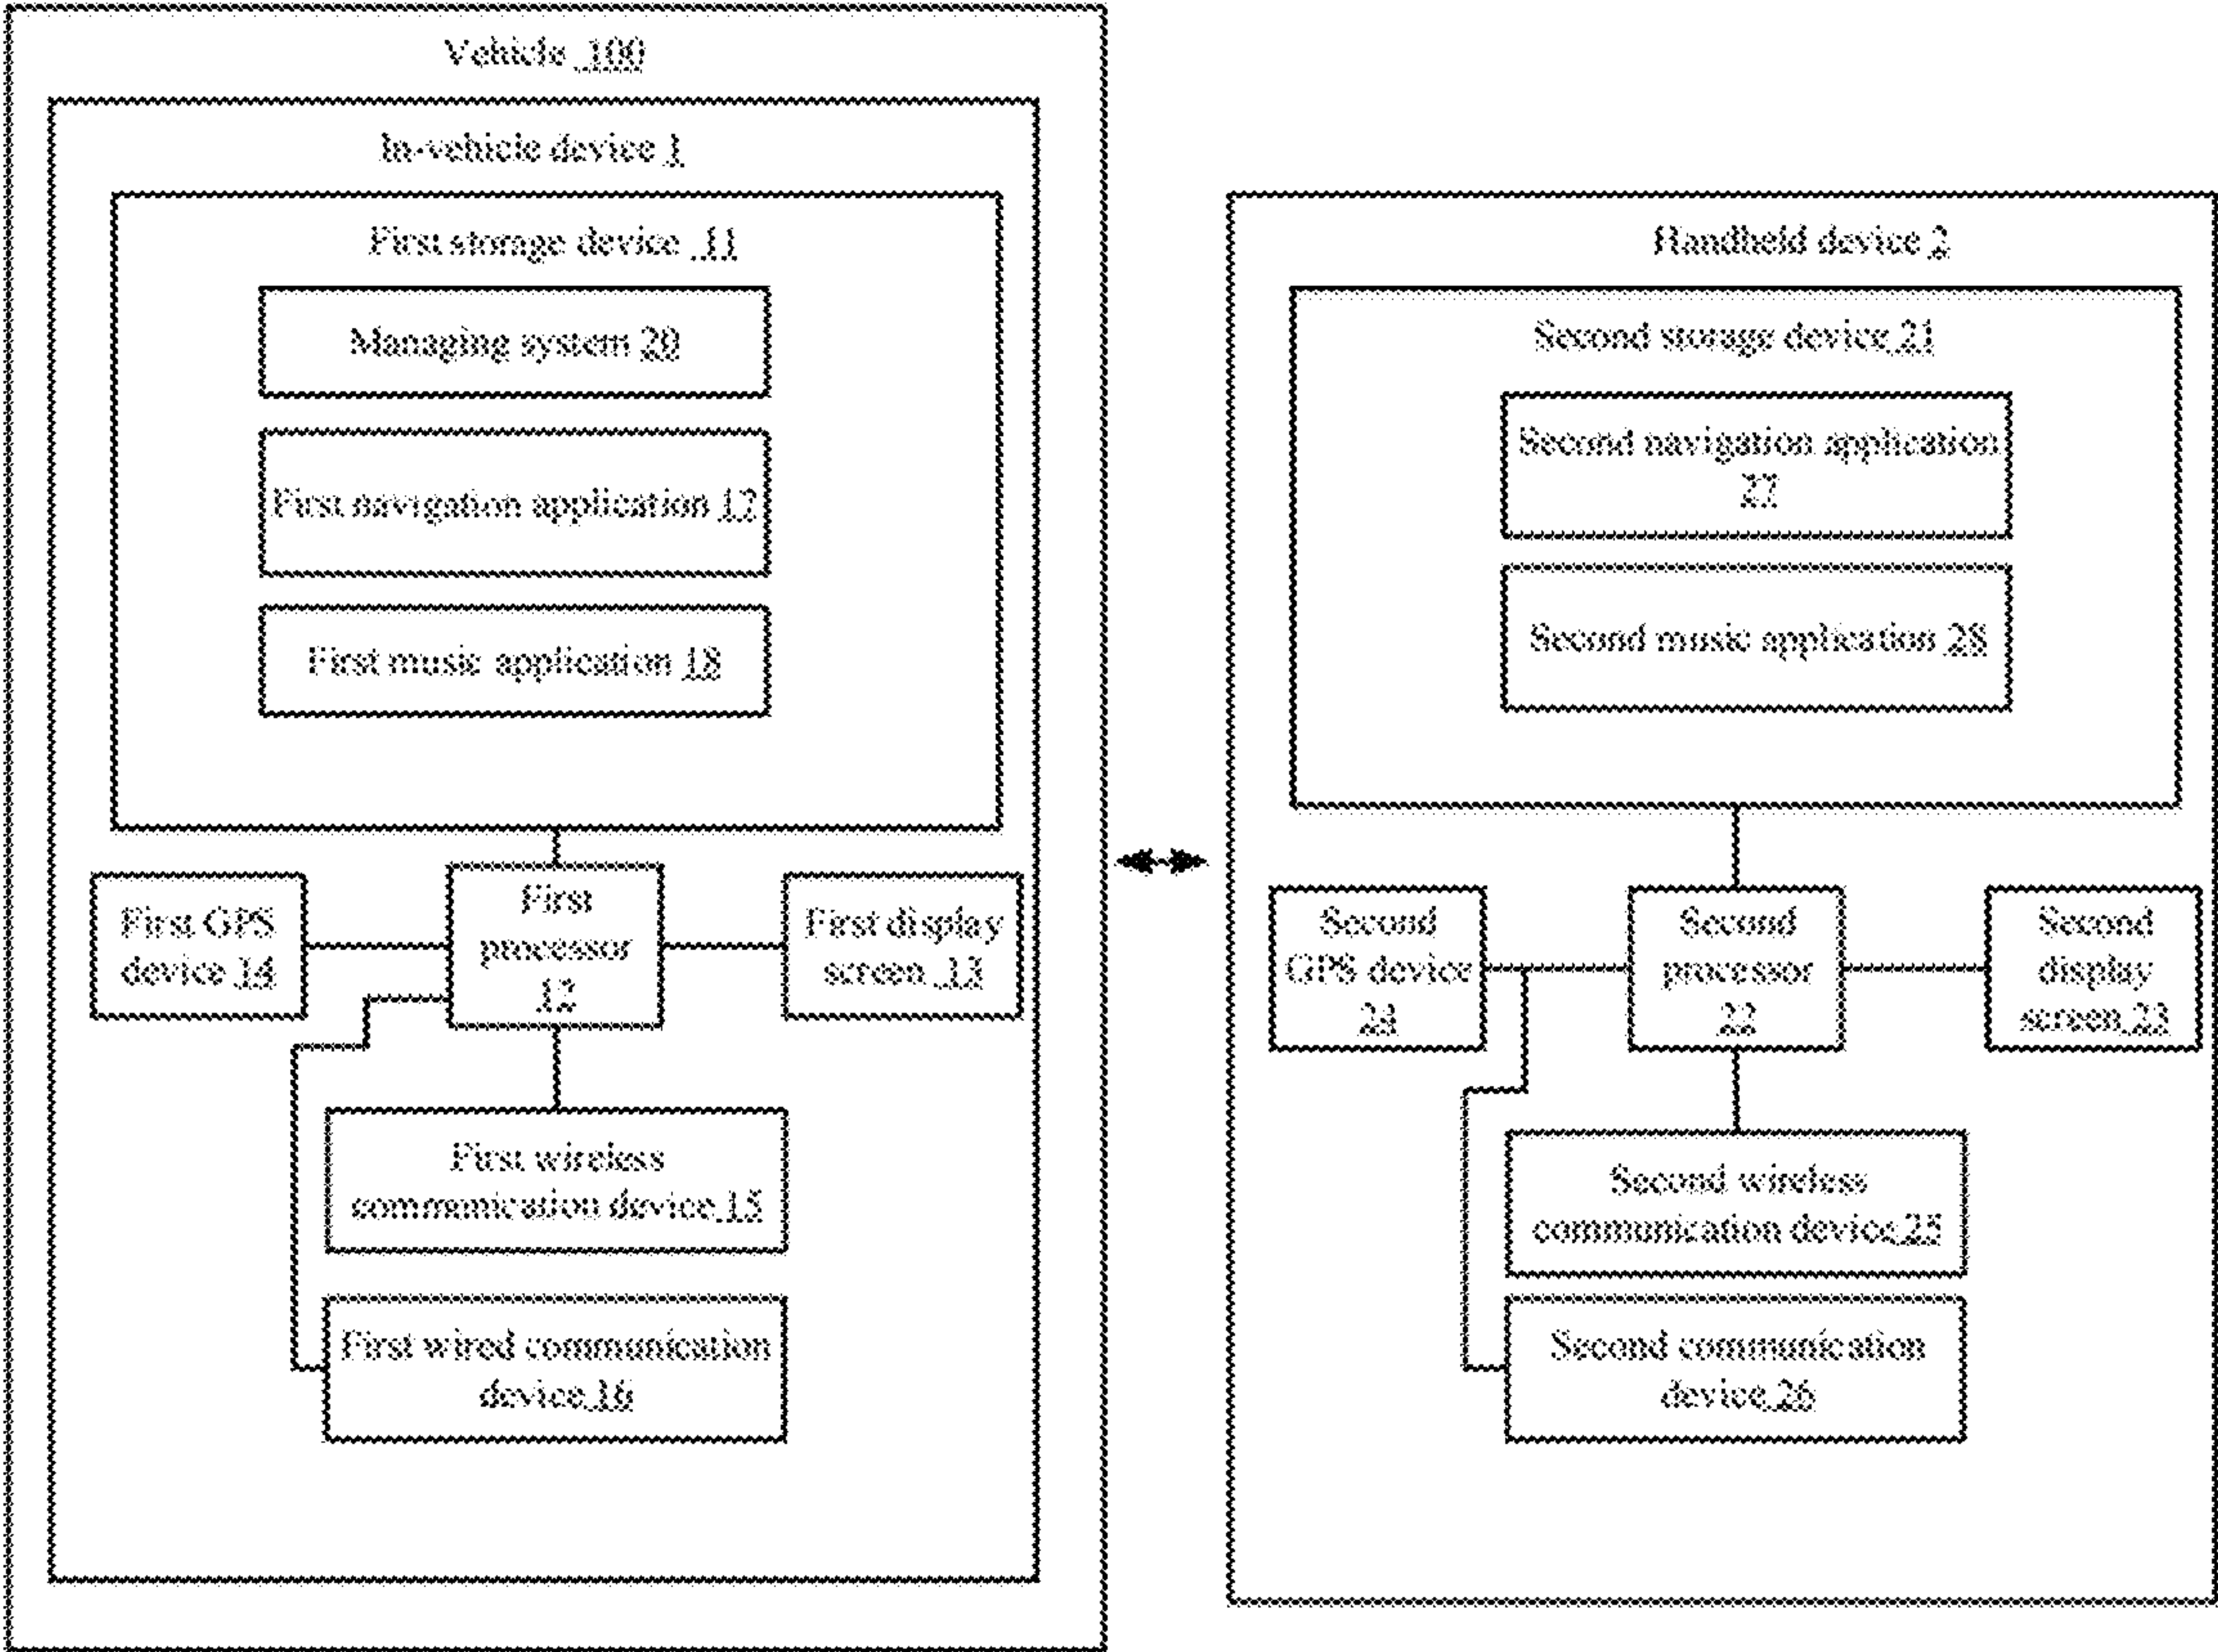 Vehicle 100
In-vehicle device 1
First storage device 11
Managing system 20
First navigation application 17
First music application 18
First GPS
device 14
First
processor
12
First display
screen 13
First wireless
communication device 15
First wired communication
device 16
Handheld device 2
Second storage device 21
Second navigation application
27
Second music application 28
Second
GPS device
24
Second
processor
22
Second
display
screen 23
Second wireless
communication device 25
Second communication
device 26